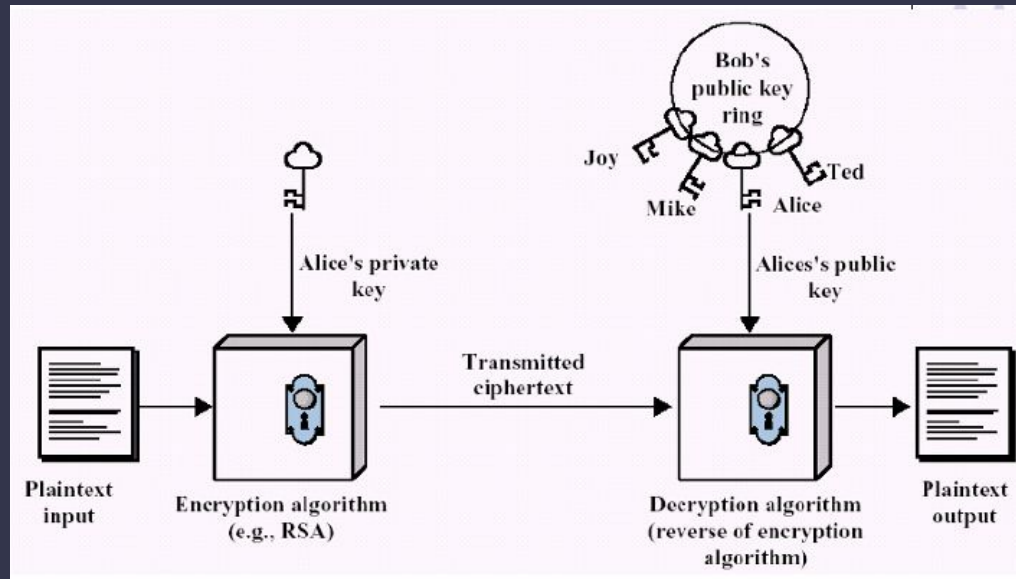 Bob's
public key
ring
Joy
Ted
Mike
Alice
Alice's private
key
Alices's public
key
Transmitted
ciphertext
Plaintext
input
Encryption algorithm
(e.g., RSA)
Decryption algorithm
(reverse of encryption
algorithm)
Plaintext
output